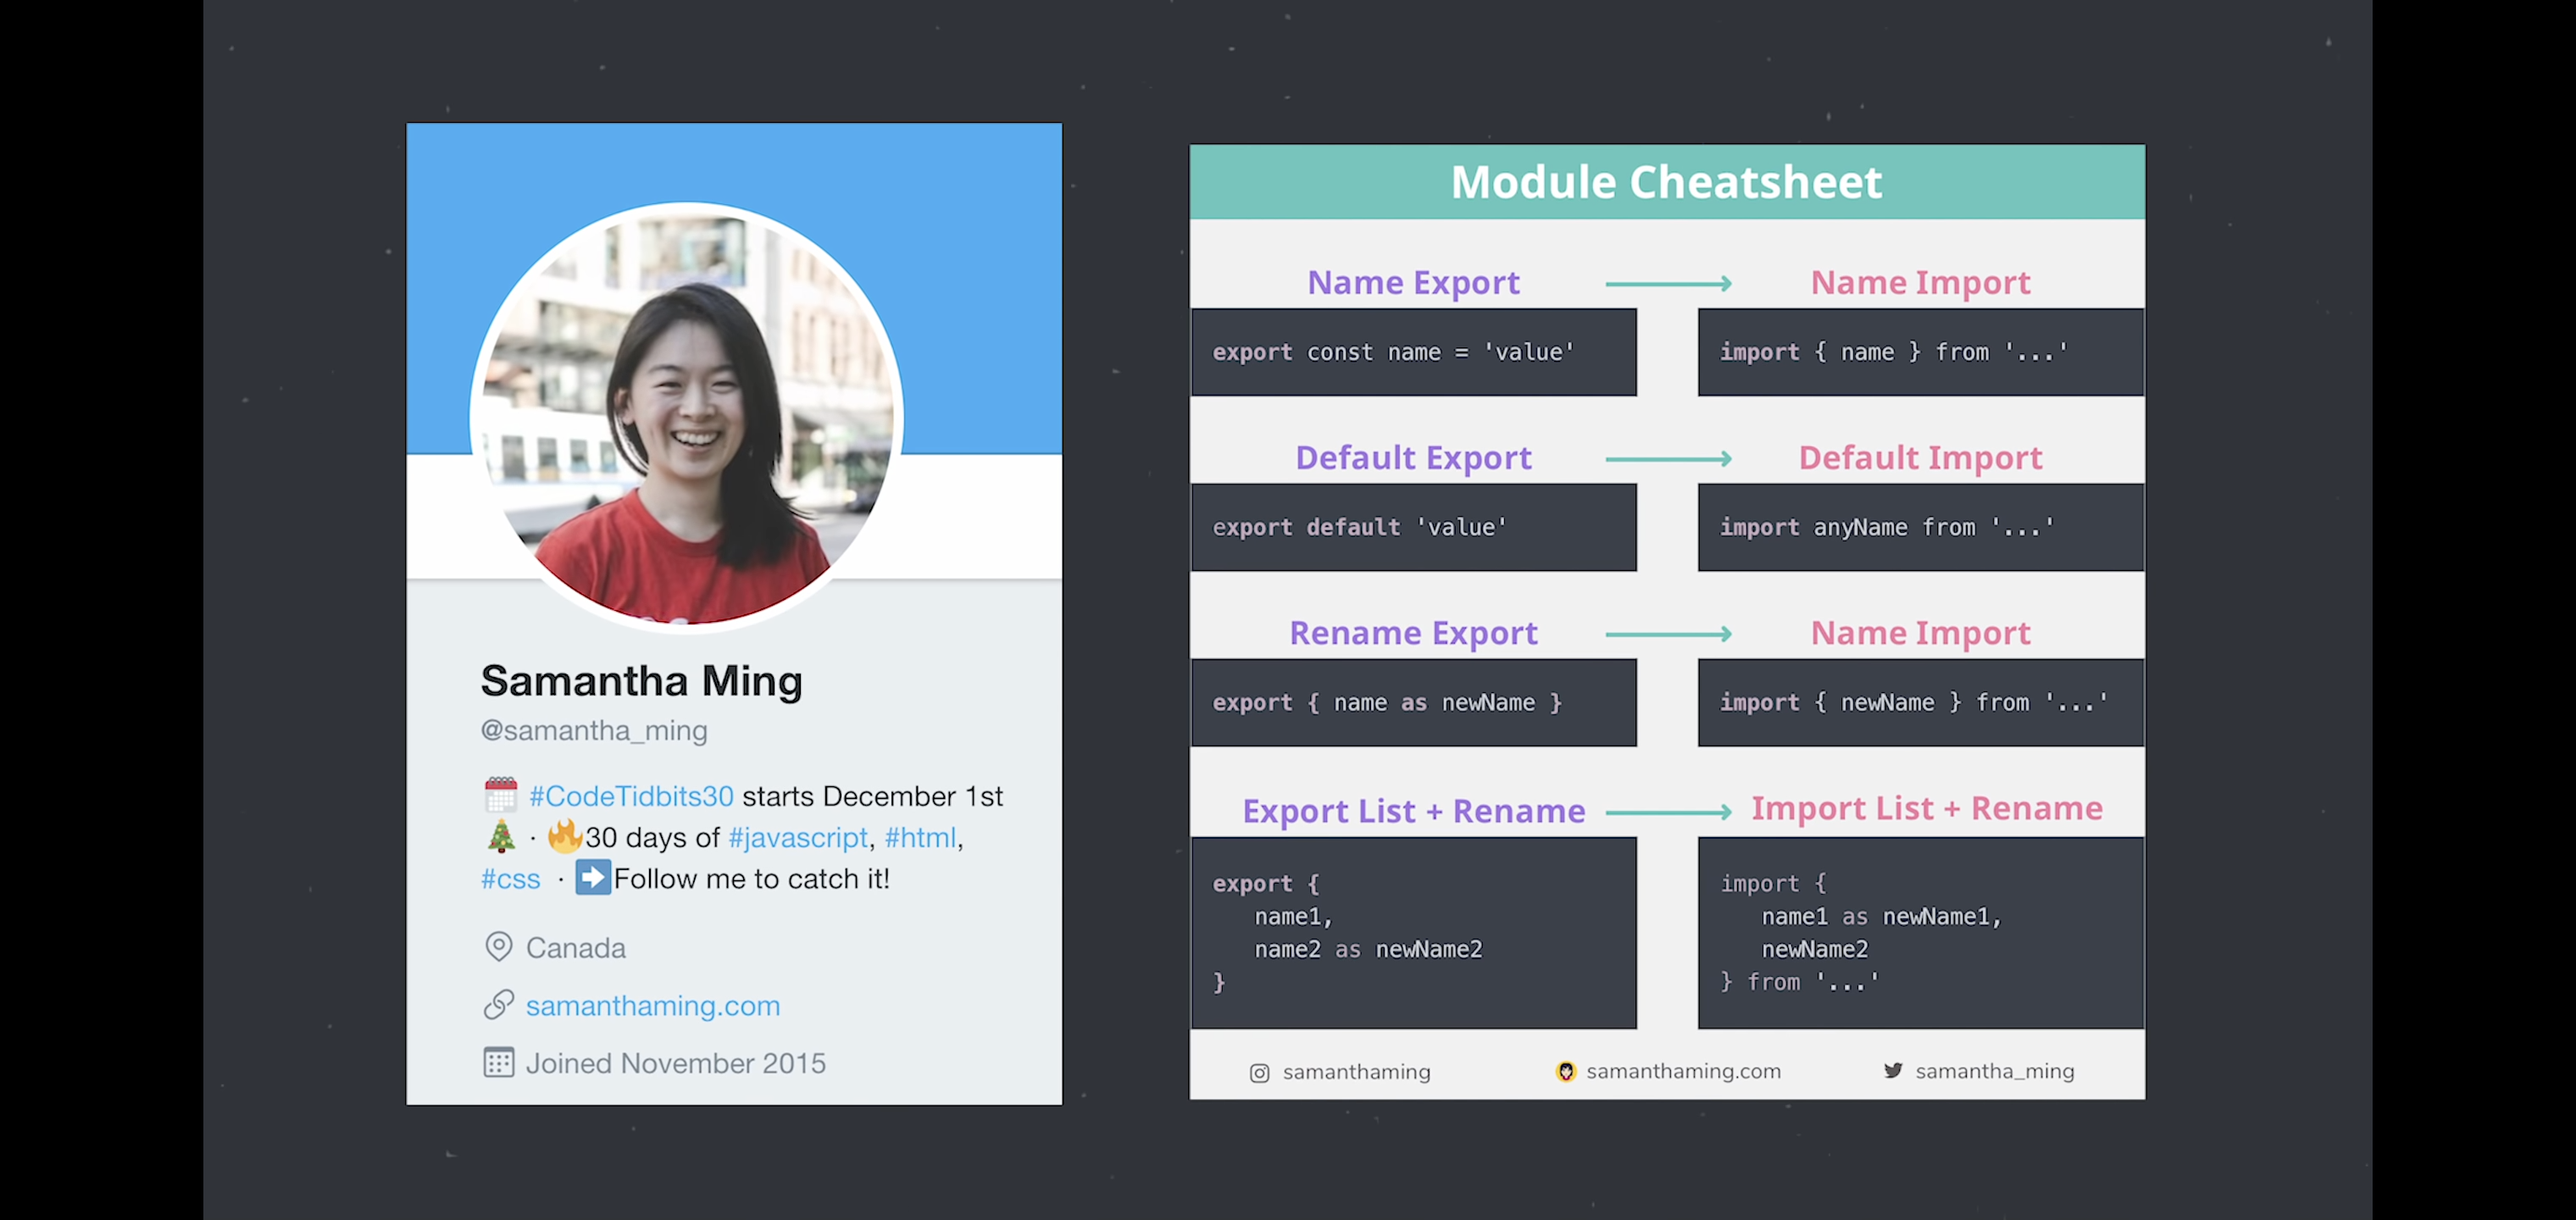 Samantha Ming
@samantha_ming
#CodeTidbits30 starts December 1st
· 30 days of #javascript, #html,
#css · Follow me to catch it!
Canada
samanthaming.com
Joined November 2015
Module Cheatsheet
Name Export
Name Import
export const name = 'value'
import { name } from '...'
Default Export
Default Import
export default 'value'
import anyName from '...'
Rename Export
Name Import
export { name as newName }
import { newName } from '...'
Export List + Rename
Import List + Rename
export {
name1,
name2 as newName2
}
import {
name1 as newName1,
newName2
} from '...'
samanthaming
samanthaming.com
samantha_ming